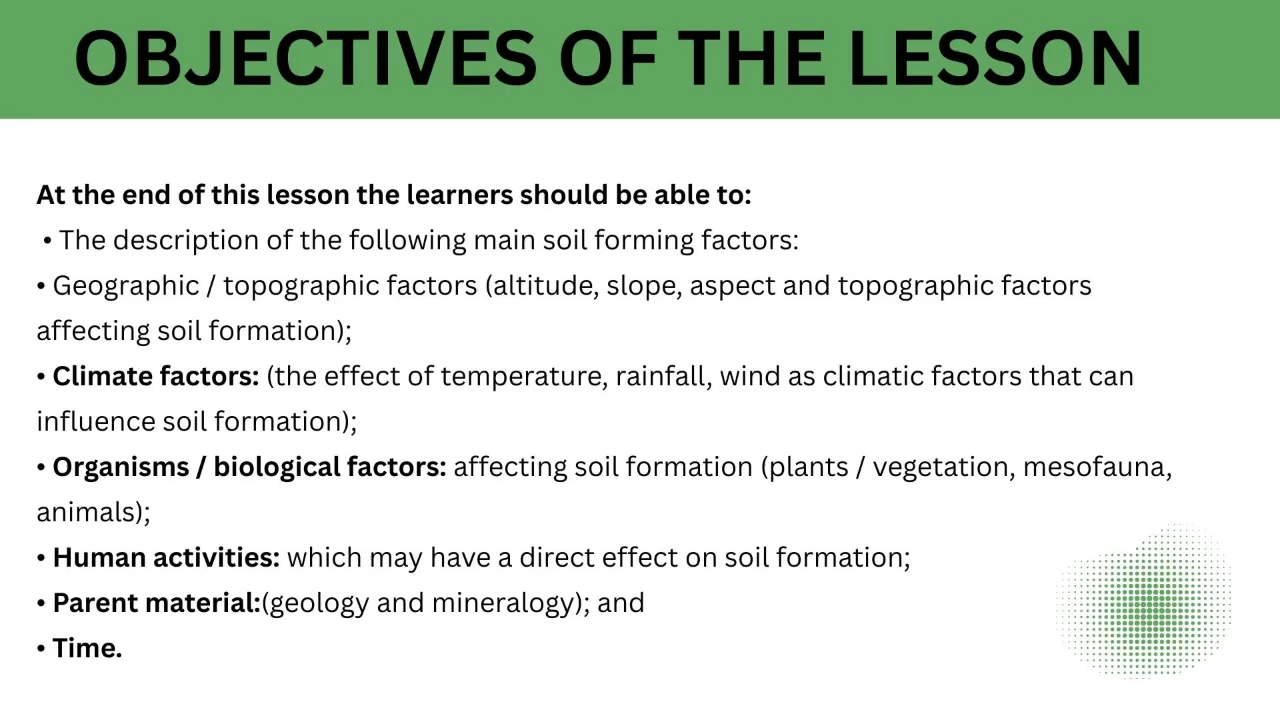 OBJECTIVES OF THE LESSON
At the end of this lesson the learners should be able to:
• The description of the following main soil forming factors:
• Geographic / topographic factors (altitude, slope, aspect and topographic factors
affecting soil formation);
• Climate factors: (the effect of temperature, rainfall, wind as climatic factors that can
influence soil formation);
• Organisms / biological factors: affecting soil formation (plants / vegetation, mesofauna,
animals);
• Human activities: which may have a direct effect on soil formation;
• Parent material:(geology and mineralogy); and
• Time.